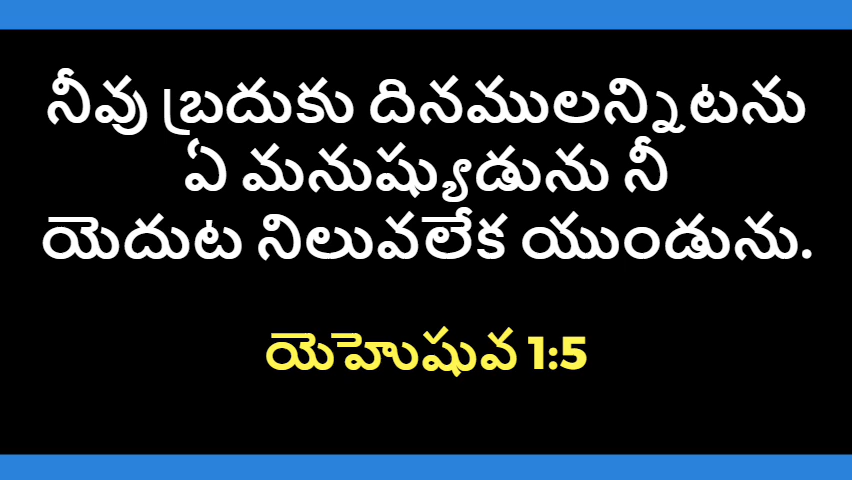 నీవు బ్రదుకు దినములన్నిటను
ఏ మనుష్యుడును నీ
యెదుట నిలువలేక యుండును.
యెహెుషువ 1:5